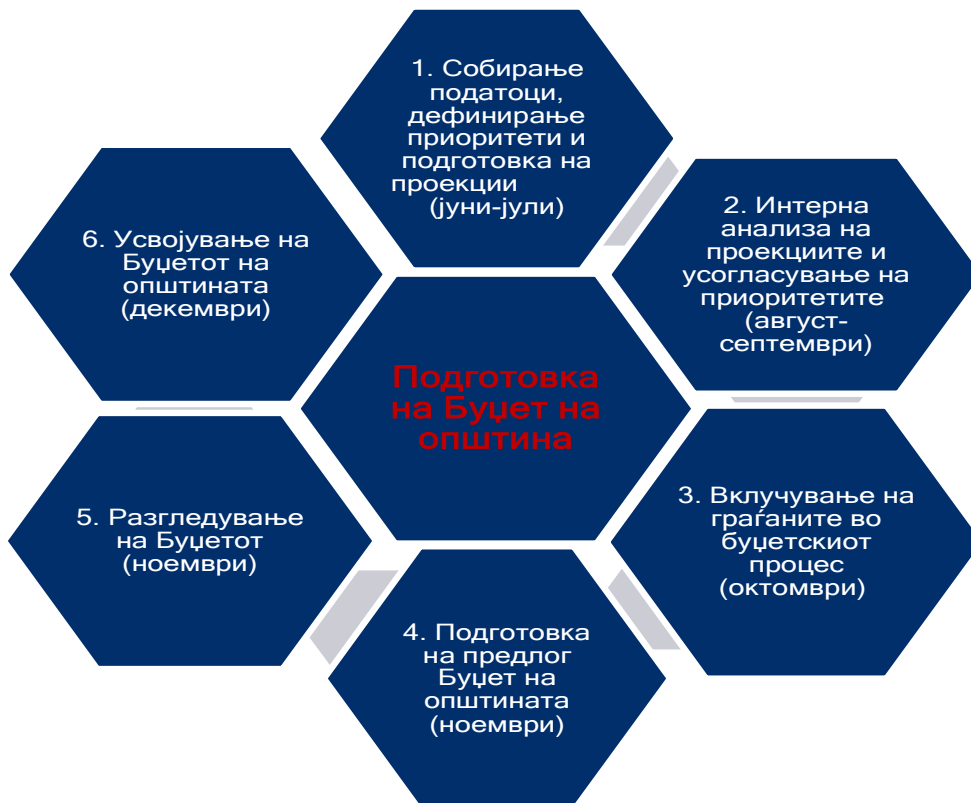 1. Собирање
податоци,
дефинирање
приоритети и
подготовка на
проекции
(јуни-јули)
2. Интерна
анализа на
проекциите и
усогласување на
приоритетите
(август-
септември)
3. Вклучување на
граѓаните во
буџетскиот
процес
(октомври)
4. Подготовка
на предлог
Буџет на
општината
(ноември)
5. Разгледување
на Буџетот
(ноември)
6. Усвојување на
Буџетот на
општината
(декември)
Подготовка
на Буџет на
општина